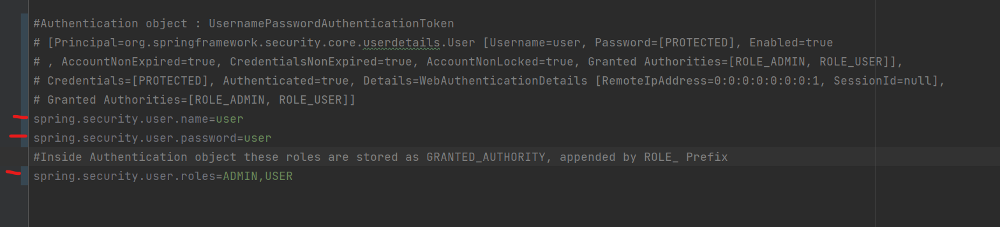 #Authentication object : UsernamePasswordAuthenticationToken
# [Principal=org.springframework.security.core.userdetails.User [Username=user, Password=[PROTECTED], Enabled=true
# , AccountNonExpired=true, CredentialsNonExpired=true, AccountNonLocked=true, Granted Authorities=[ROLE_ADMIN, ROLE_USER]],
# Credentials=[PROTECTED], Authenticated=true, Details=WebAuthenticationDetails [RemoteIpAddress=0:0:0:0:0:0:0:1, SessionId=null],
# Granted Authorities=[ROLE_ADMIN, ROLE_USER]]
spring.security.user.name=user
spring.security.user.password=user
#Inside Authentication object these roles are stored as GRANTED_AUTHORITY, appended by ROLE_ Prefix
spring.security.user.roles=ADMIN,USER